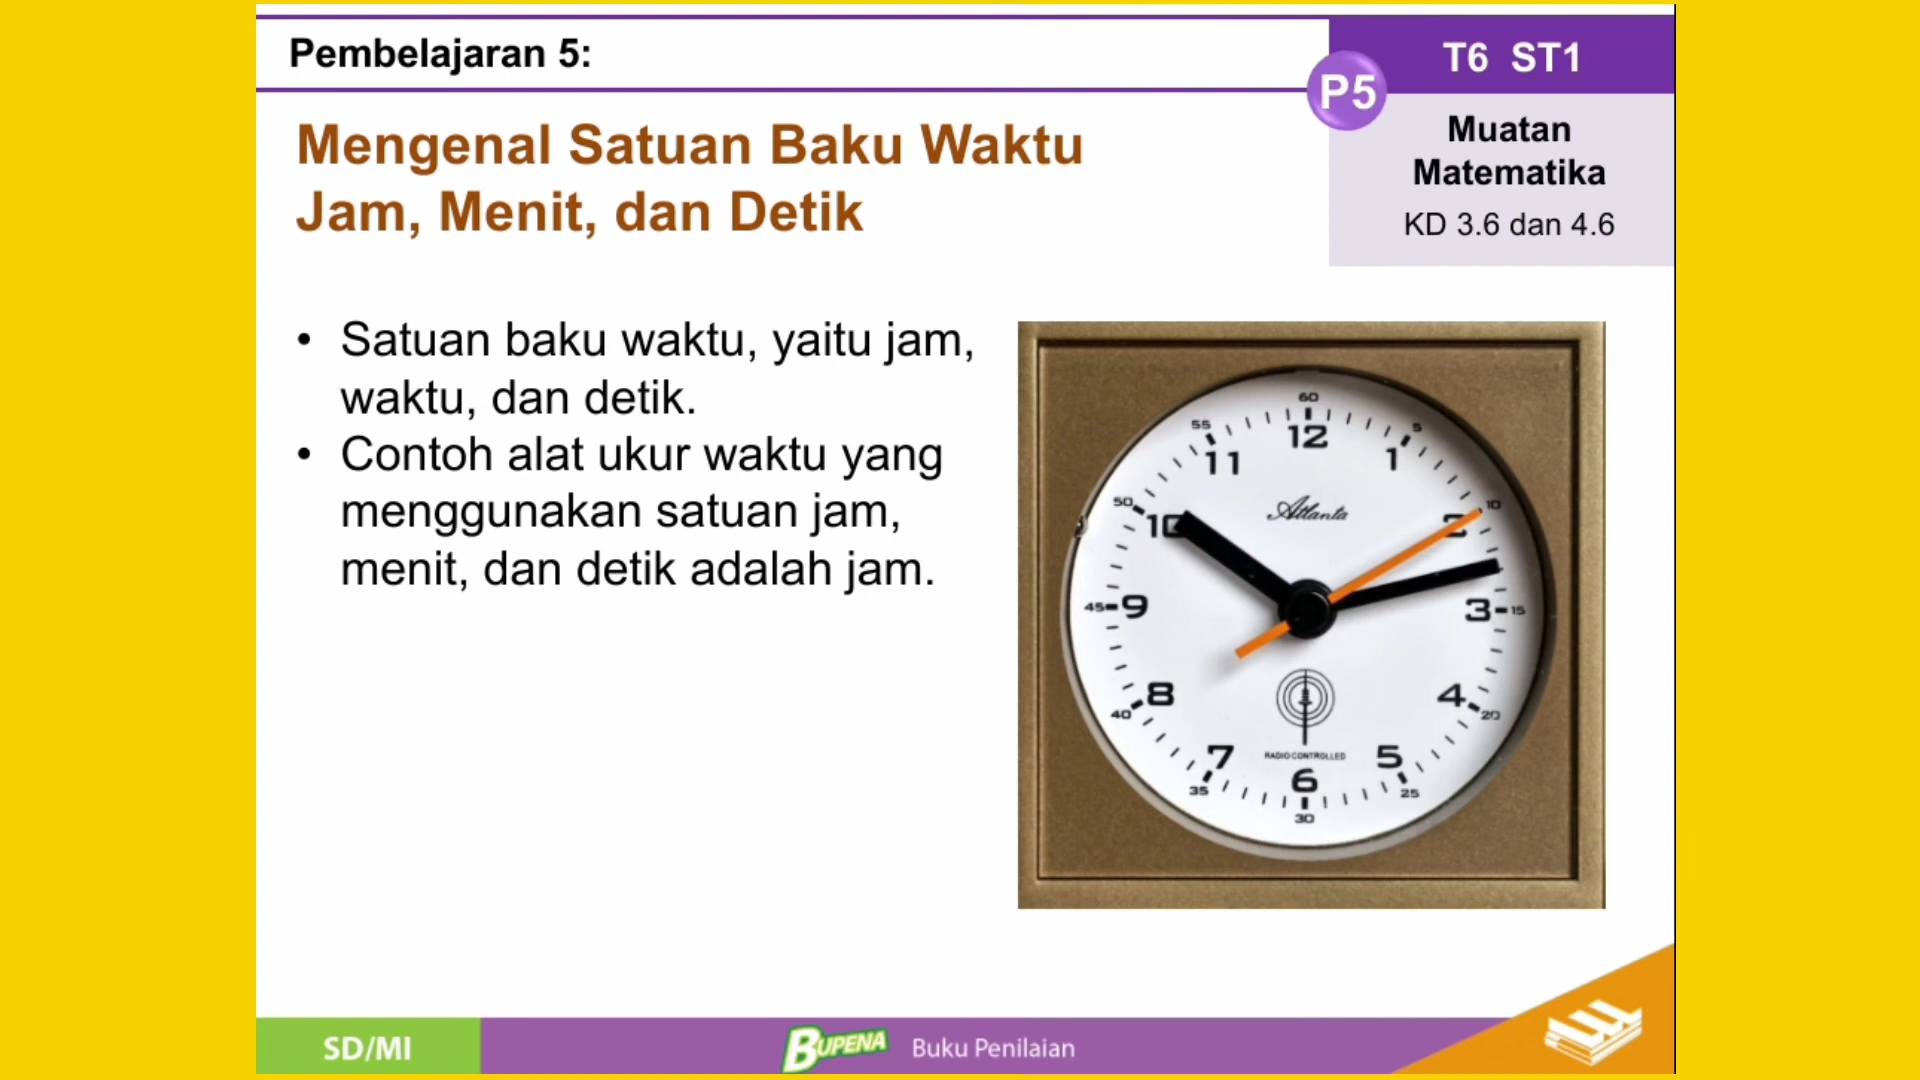 Pembelajaran 5:
T6 ST1
P5
Muatan
Matematika
KD 3.6 dan 4.6
Mengenal Satuan Baku Waktu
Jam, Menit, dan Detik
• Satuan baku waktu, yaitu jam,
waktu, dan detik.
• Contoh alat ukur waktu yang
menggunakan satuan jam,
menit, dan detik adalah jam.
60
55 5
12
11 1
50 10
10 2
Atlanta
45 9 3 15
8 4
40 20
7 5
RADIO CONTROLLED
6
35 25
30
SD/MI
BUPENA
Buku Penilaian